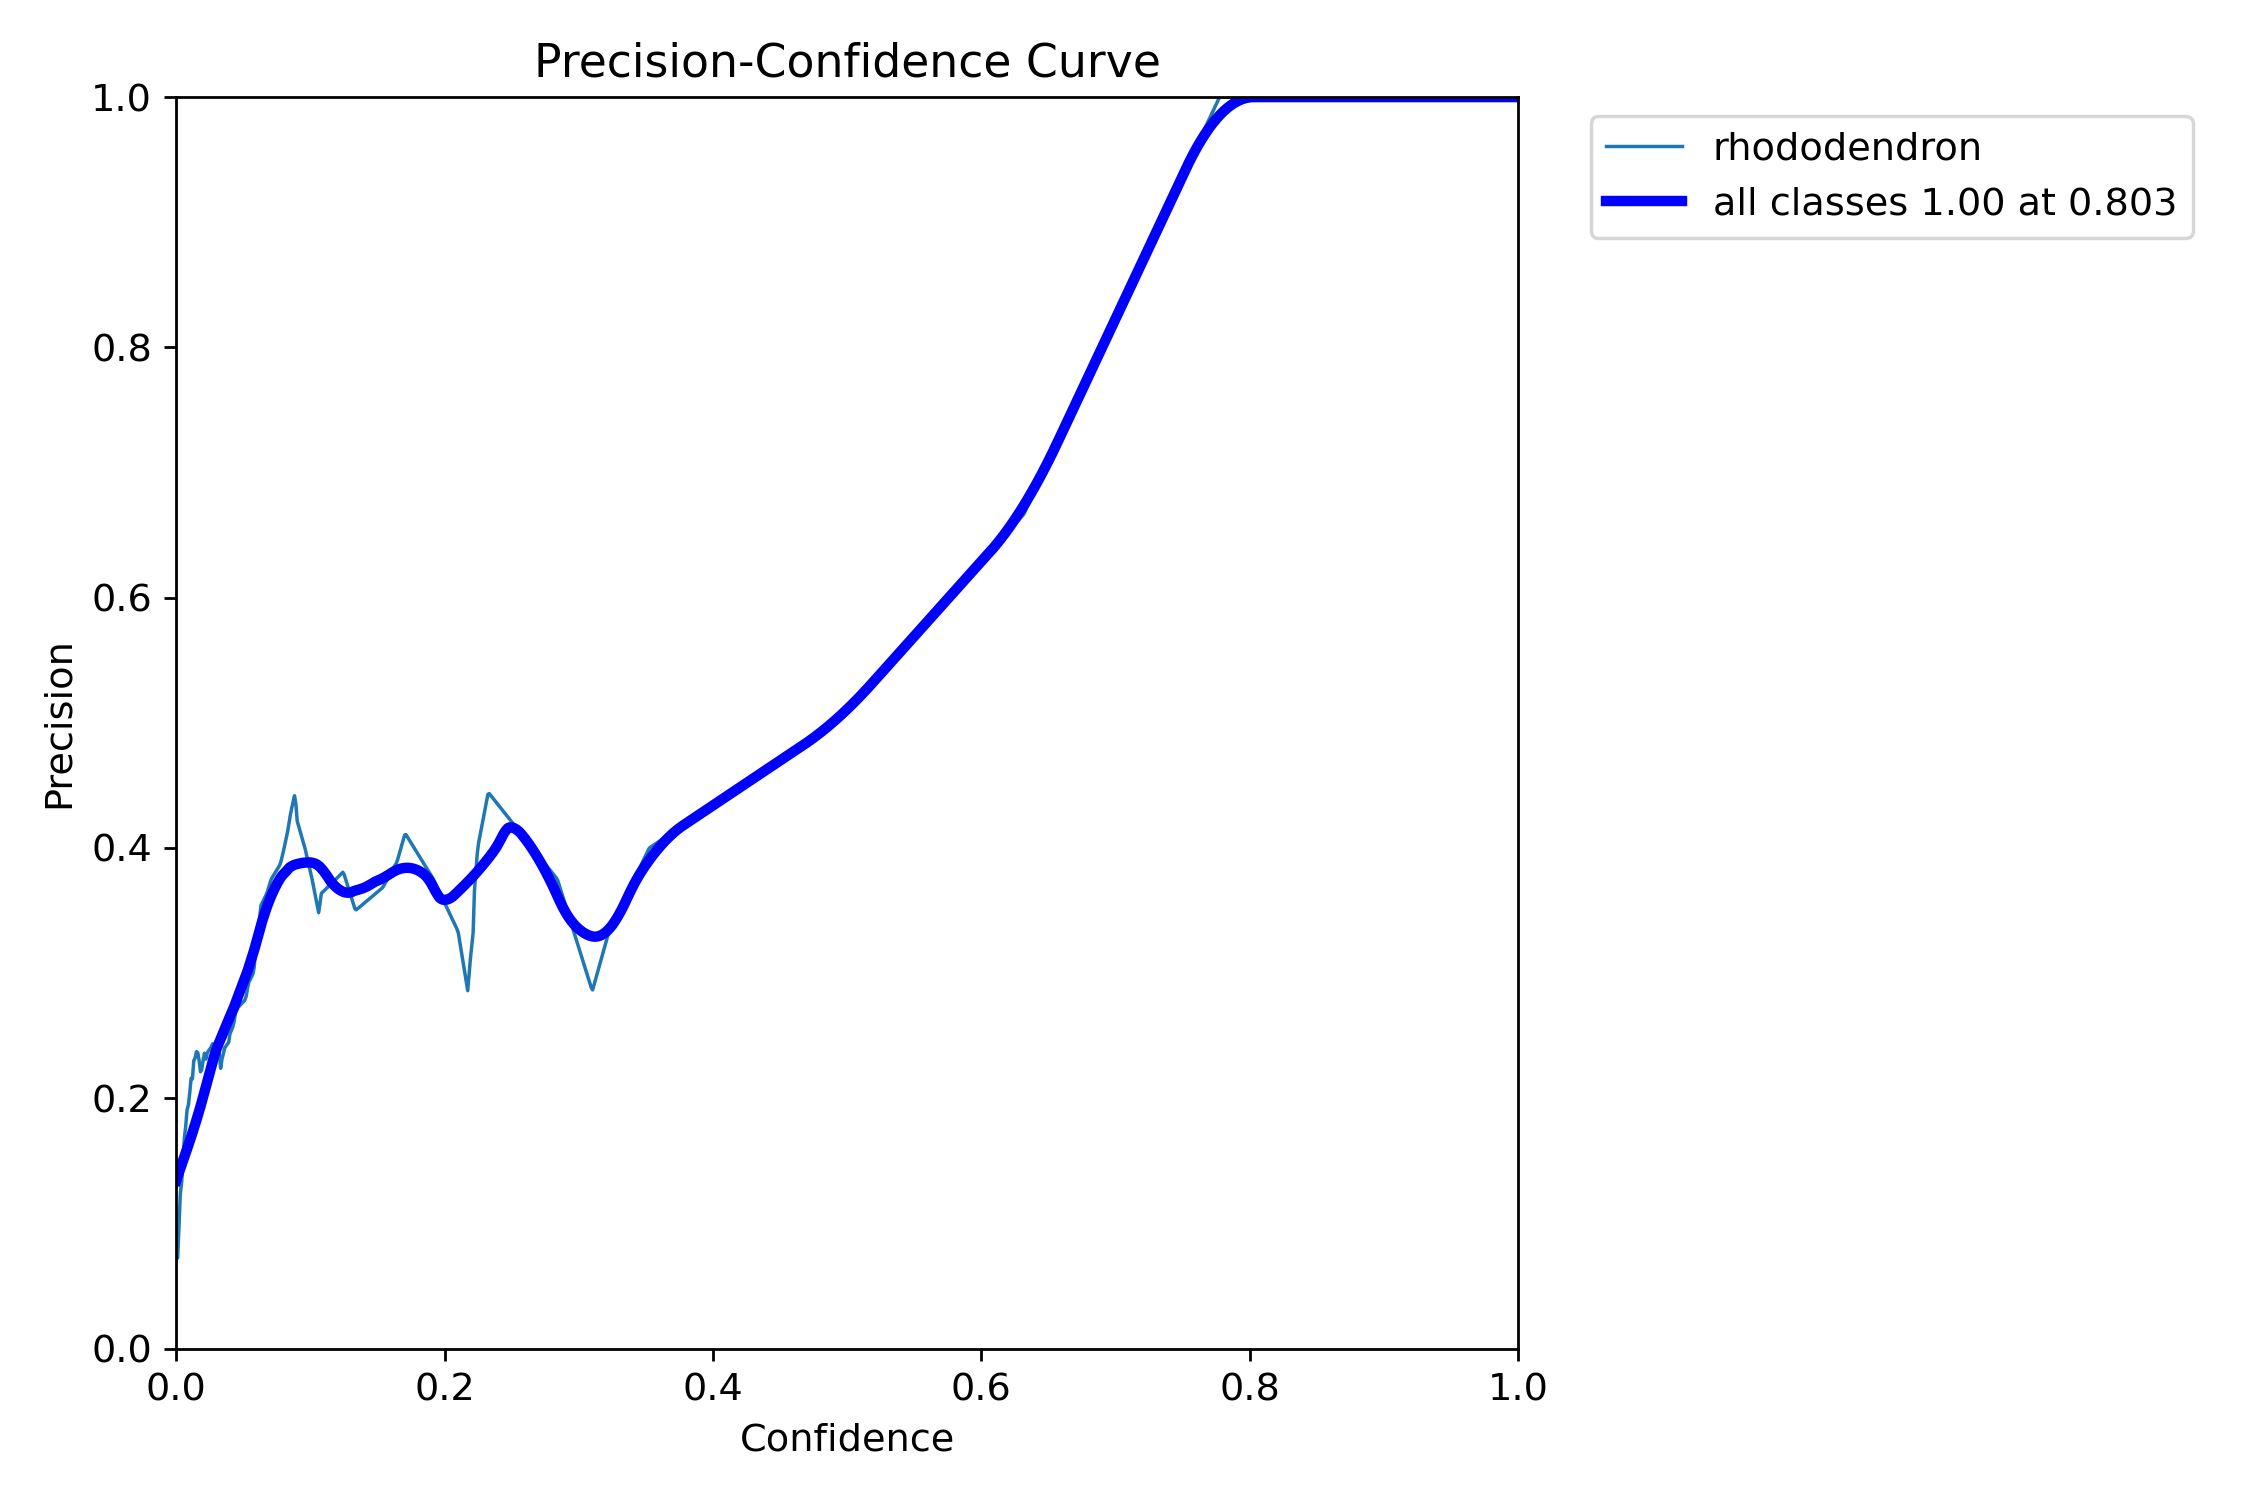 Precision-Confidence Curve
rhododendron
all classes 1.00 at 0.803
Precision
1.0
0.8
0.6
0.4
0.2
0.0
0.0 0.2 0.4 0.6 0.8 1.0
Confidence